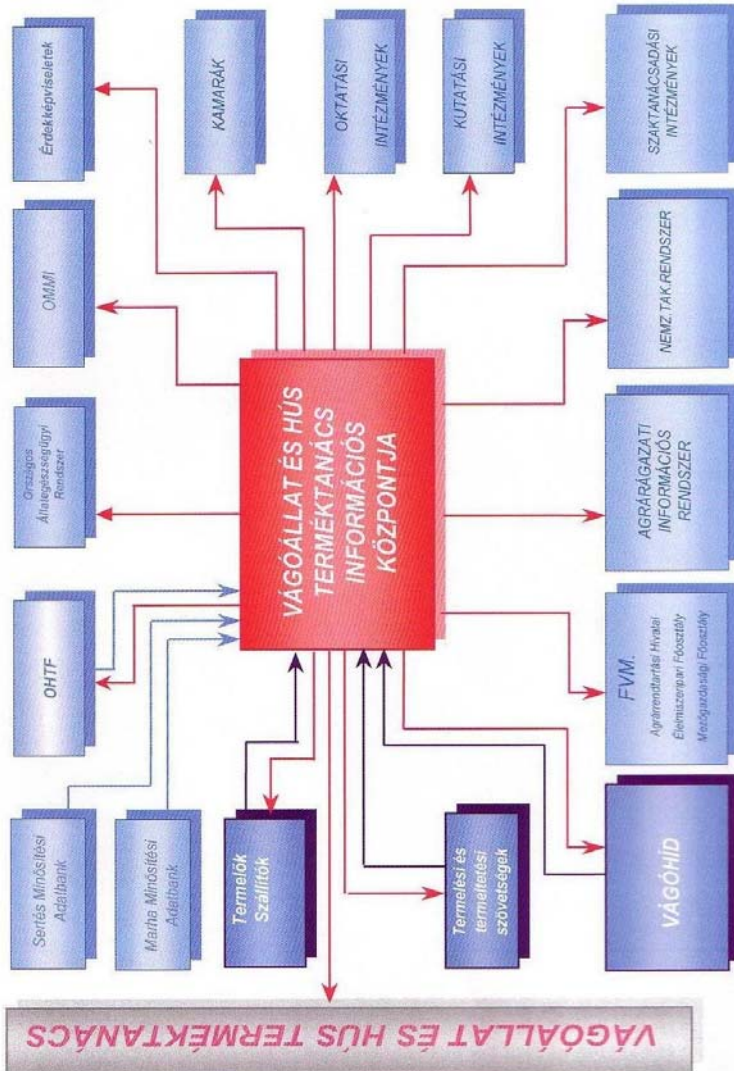 VÁGÓÁLLAT ÉS HÚS TERMÉKTANÁCS
Sertés Minősítési
Adatbank
OHTF
Országos
Állategészségügyi
Rendszer
OMMI
Érdekképviseletek
Marha Minősítési
Adatbank
KAMARÁK
Termelők
Szállítók
VÁGÓÁLLAT ÉS HÚS
TERMÉKTANÁCS
INFORMÁCIÓS
KÖZPONTJA
OKTATÁSI
INTÉZMÉNYEK
Termelési és
termeltetési
szövetségek
KUTATÁSI
INTÉZMÉNYEK
VÁGÓHÍD
FVM.
Agrárrendtartási Hivatal
Élelmiszeripari Főosztály
Mezőgazdasági Főosztály
AGRÁRÁGAZATI
INFORMÁCIÓS
RENDSZER
NEMZ.TAK.RENDSZER
SZAKTANÁCSADÁSI
INTÉZMÉNYEK